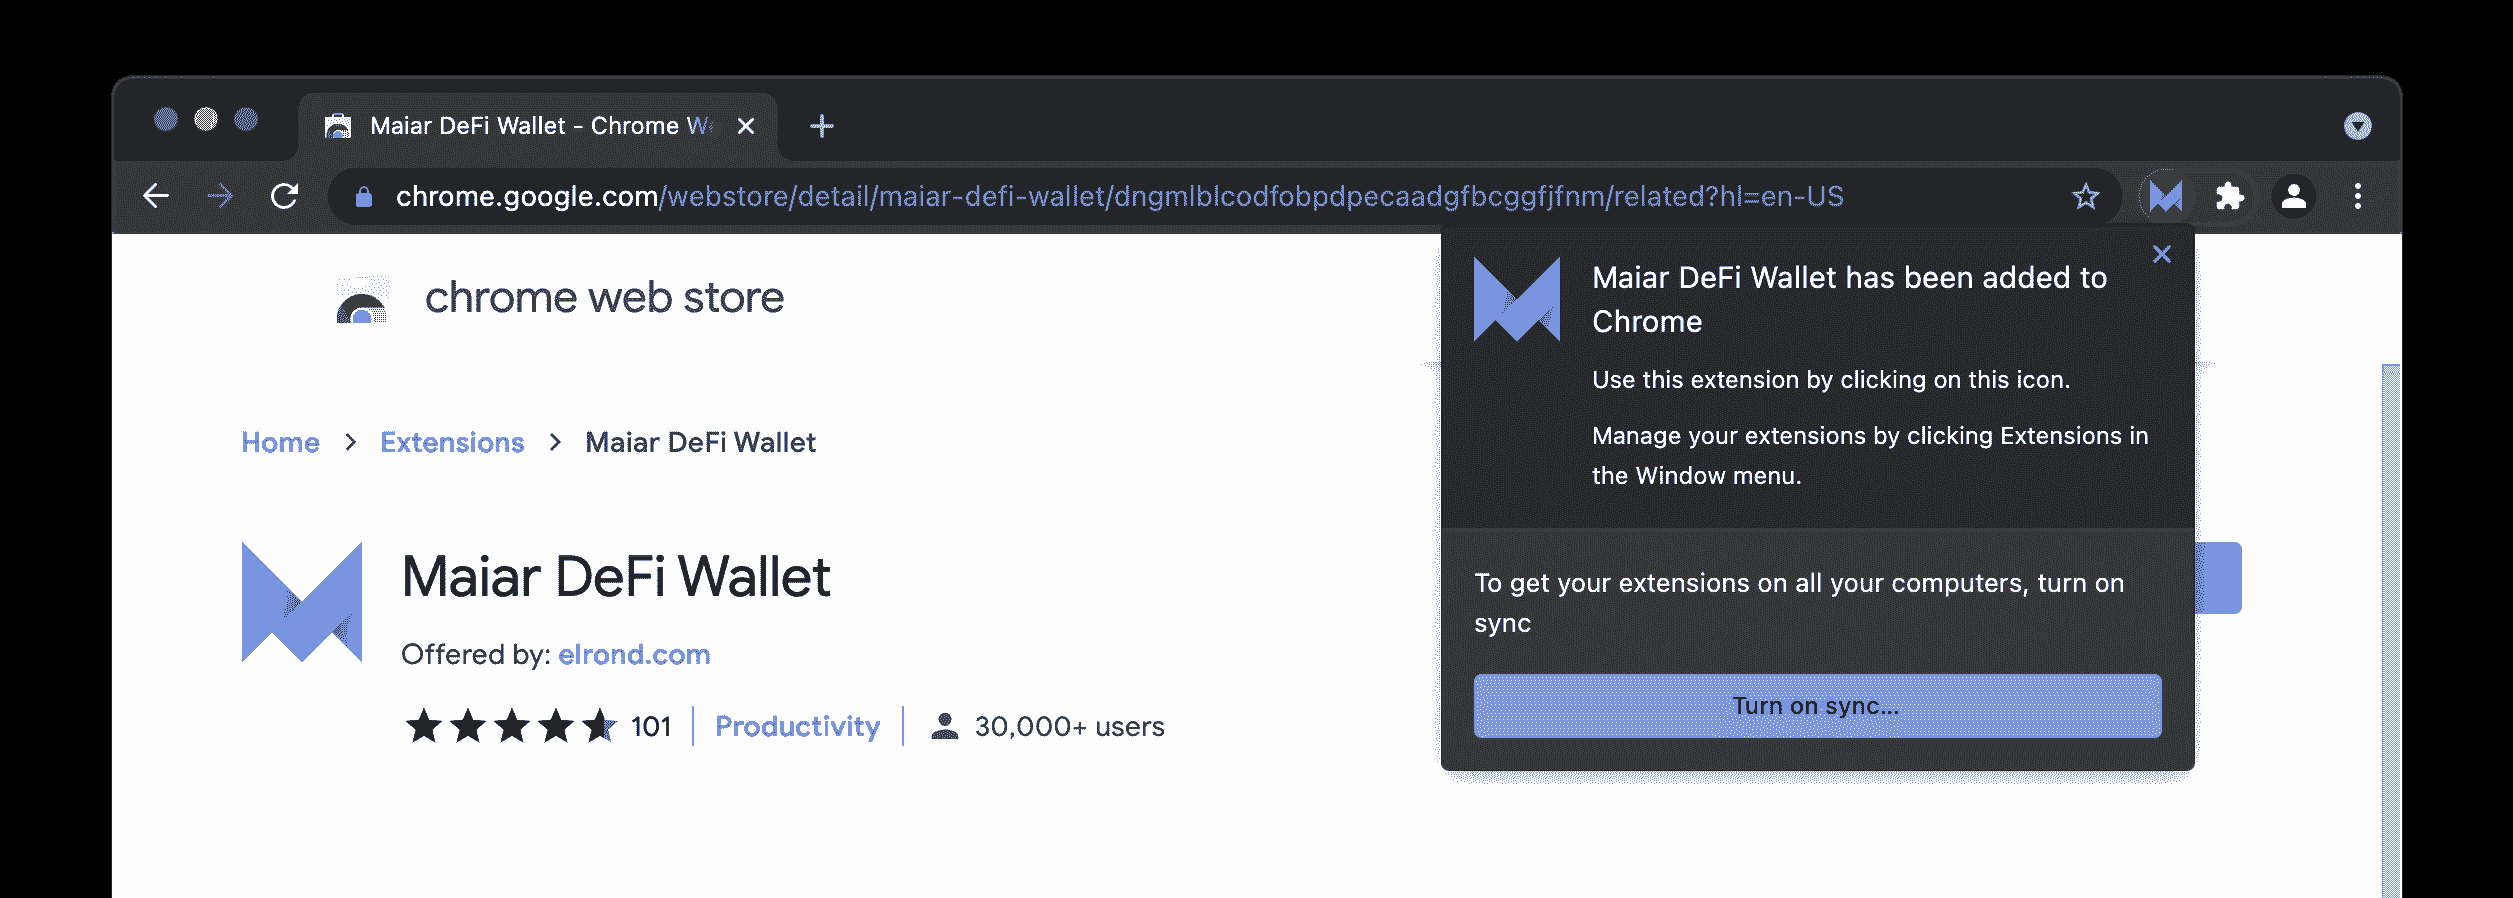 Maiar DeFi Wallet - Chrome We
chrome.google.com/webstore/detail/maiar-defi-wallet/dngmlblcodfobpdpecaadgfbcggfjfnm/related?hl=en-US
chrome web store
Home > Extensions > Maiar DeFi Wallet
Maiar DeFi Wallet
Offered by: elrond.com
101 Productivity 30,000+ users
Maiar DeFi Wallet has been added to
Chrome
Use this extension by clicking on this icon.
Manage your extensions by clicking Extensions in
the Window menu.
To get your extensions on all your computers, turn on
sync
Turn on sync...